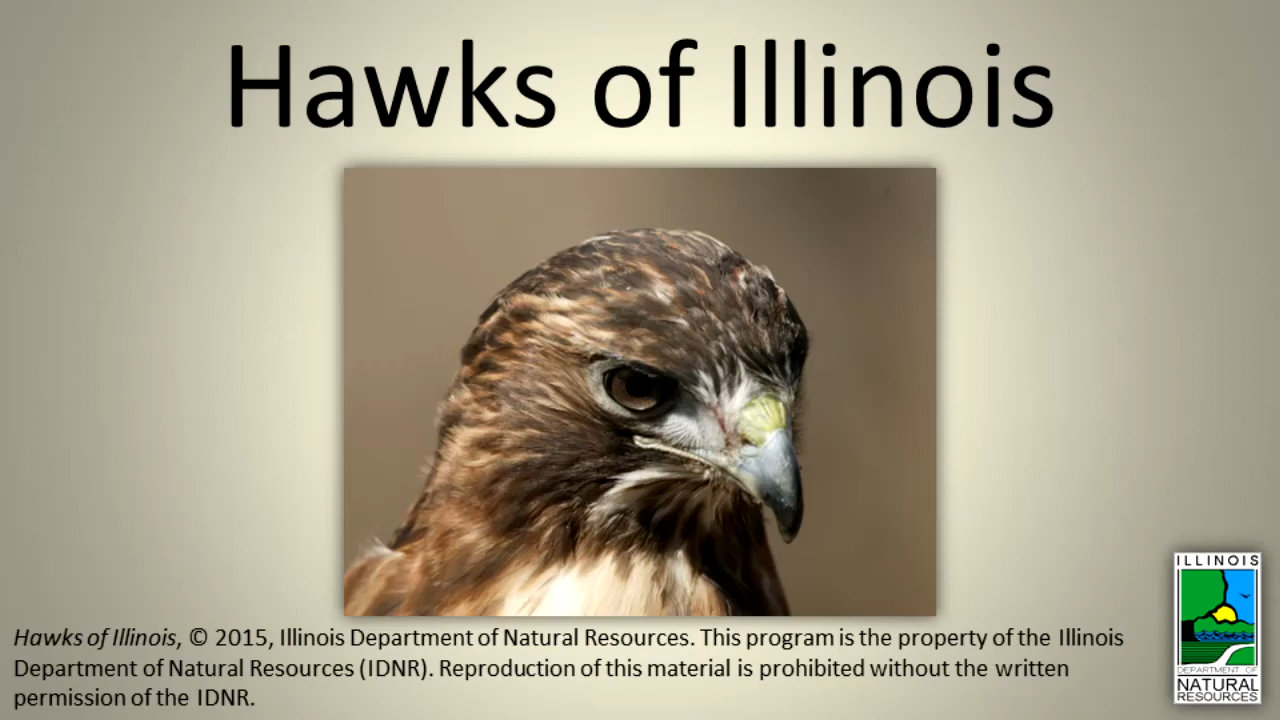 Hawks of Illinois
Hawks of Illinois, © 2015, Illinois Department of Natural Resources. This program is the property of the Illinois
Department of Natural Resources (IDNR). Reproduction of this material is prohibited without the written
permission of the IDNR.
ILLINOIS
DEPARTMENT OF
NATURAL
RESOURCES